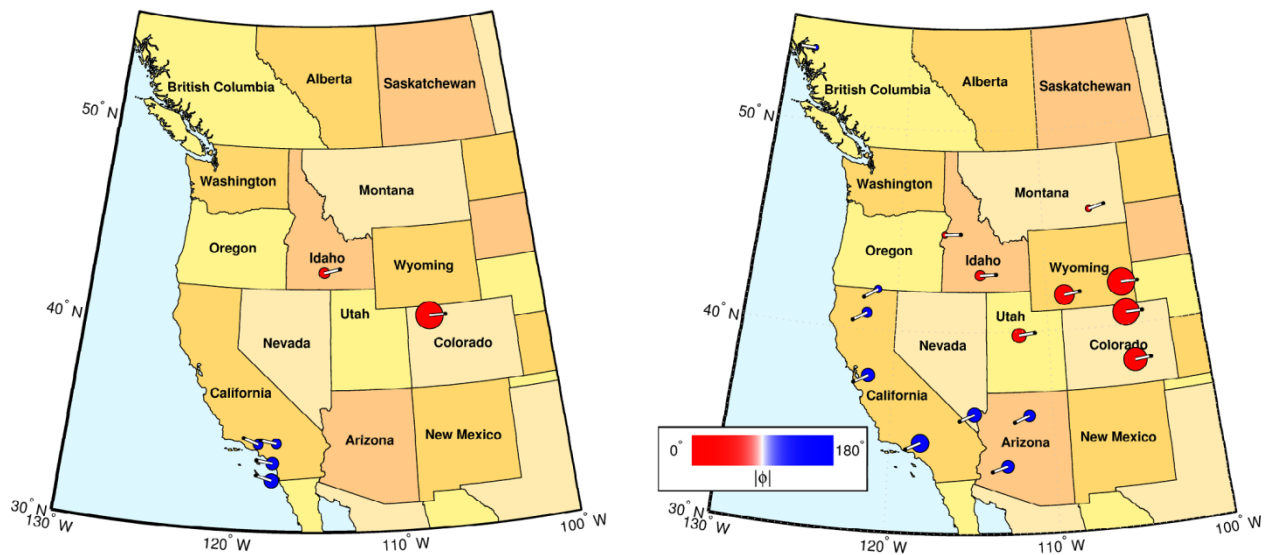 British Columbia
Alberta
Saskatchewan
50° N
Washington
Montana
Oregon
Idaho
Wyoming
40° N
Utah
Nevada
Colorado
California
Arizona
New Mexico
30° N
130° W
120° W
110° W
100° W
British Columbia
Alberta
Saskatchewan
50° N
Washington
Montana
Oregon
Idaho
Wyoming
40° N
Utah
Nevada
Colorado
California
Arizona
New Mexico
0°
180°
|ϕ|
30° N
130° W
120° W
110° W
100° W